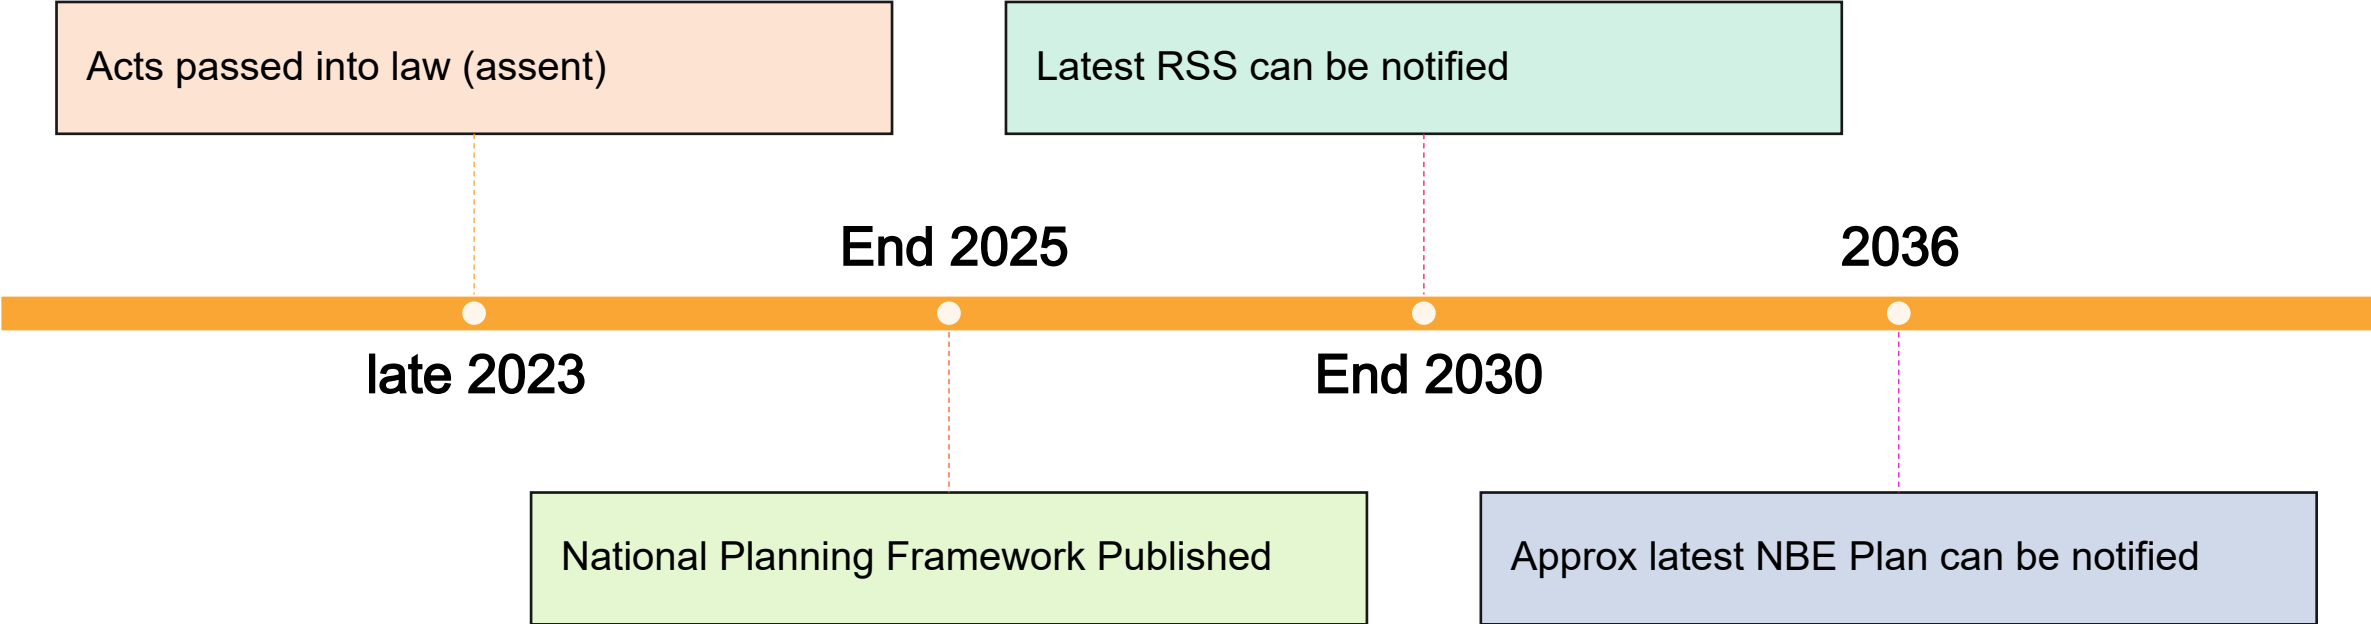 Acts passed into law (assent)
Latest RSS can be notified
End 2025
2036
late 2023
End 2030
National Planning Framework Published
Approx latest NBE Plan can be notified